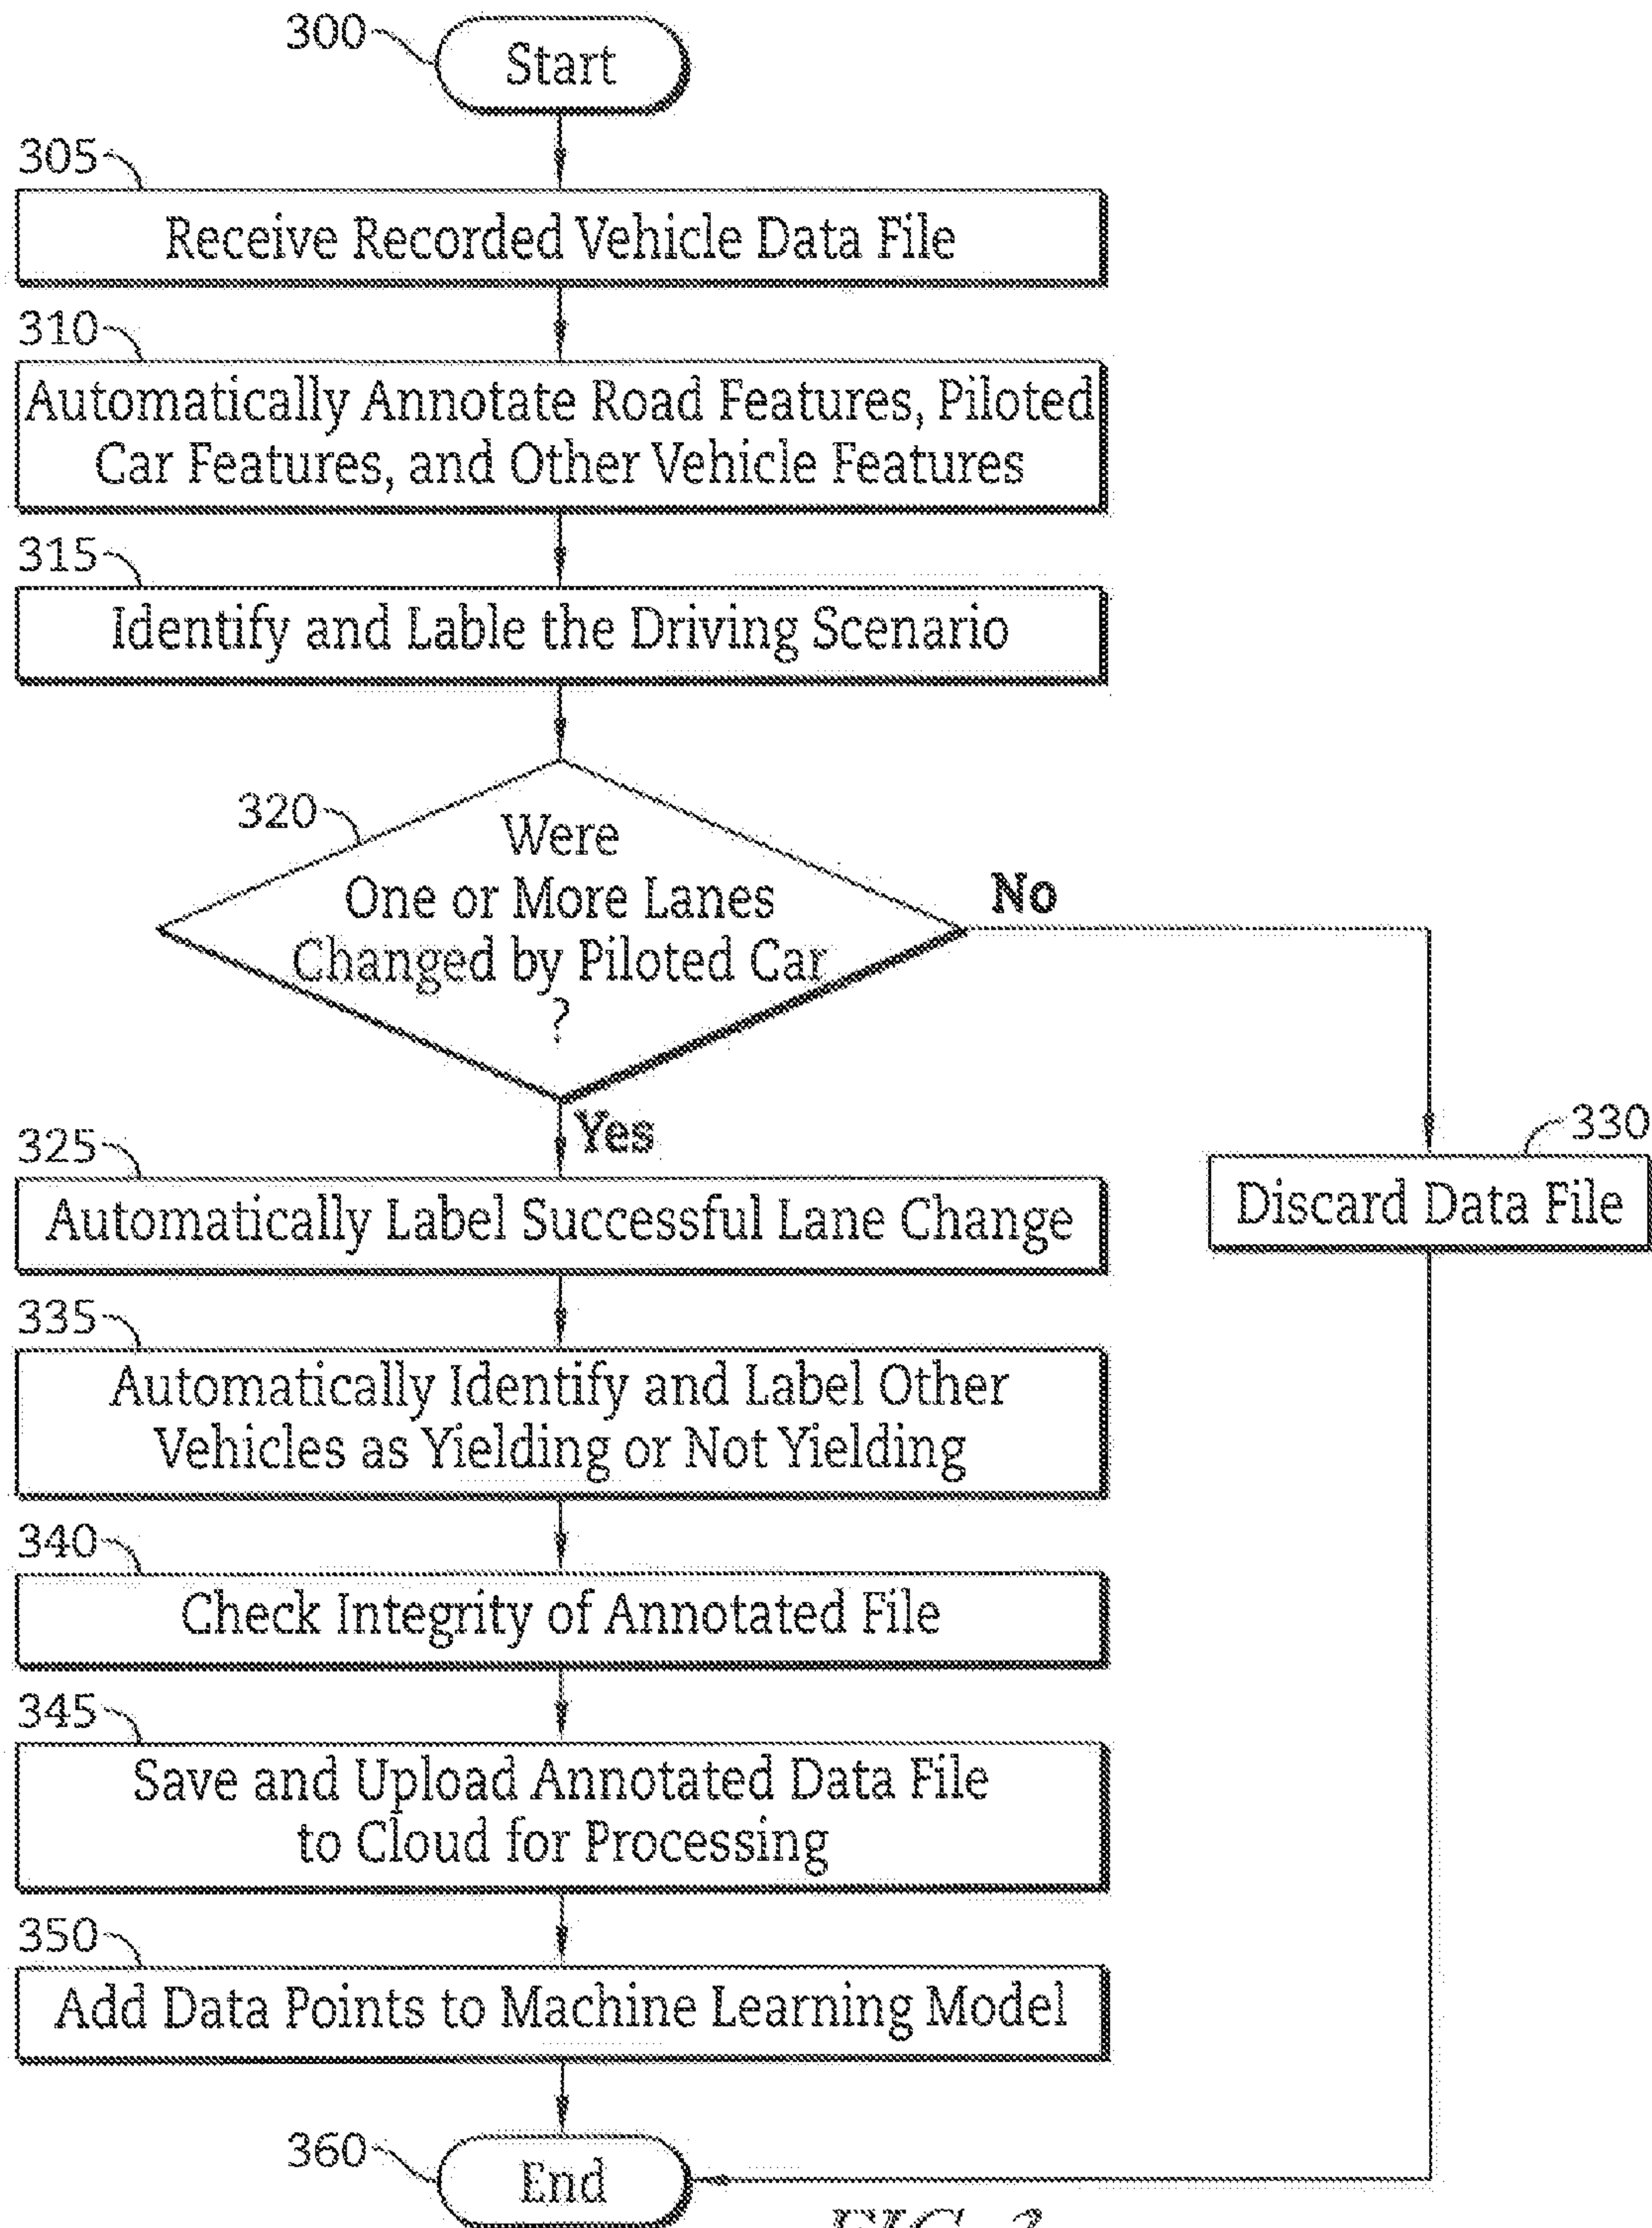 300
Start
305
Receive Recorded Vehicle Data File
310
Automatically Annotate Road Features, Piloted
Car Features, and Other Vehicle Features
315
Identify and Lable the Driving Scenario
320
Were
One or More Lanes
Changed by Piloted Car
?
No
Yes
325
Automatically Label Successful Lane Change
330
Discard Data File
335
Automatically Identify and Label Other
Vehicles as Yielding or Not Yielding
340
Check Integrity of Annotated File
345
Save and Upload Annotated Data File
to Cloud for Processing
350
Add Data Points to Machine Learning Model
360
End
FIG.